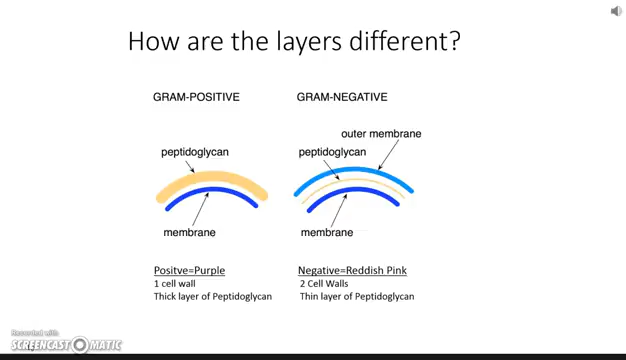 How are the layers different?
GRAM-POSITIVE
GRAM-NEGATIVE
outer membrane
peptidoglycan
peptidoglycan
membrane
membrane
Positve=Purple
1 cell wall
Thick layer of Peptidoglycan
Negative=Reddish Pink
2 Cell Walls
Thin layer of Peptidoglycan
Recorded with
SCREENCAST-O-MATIC